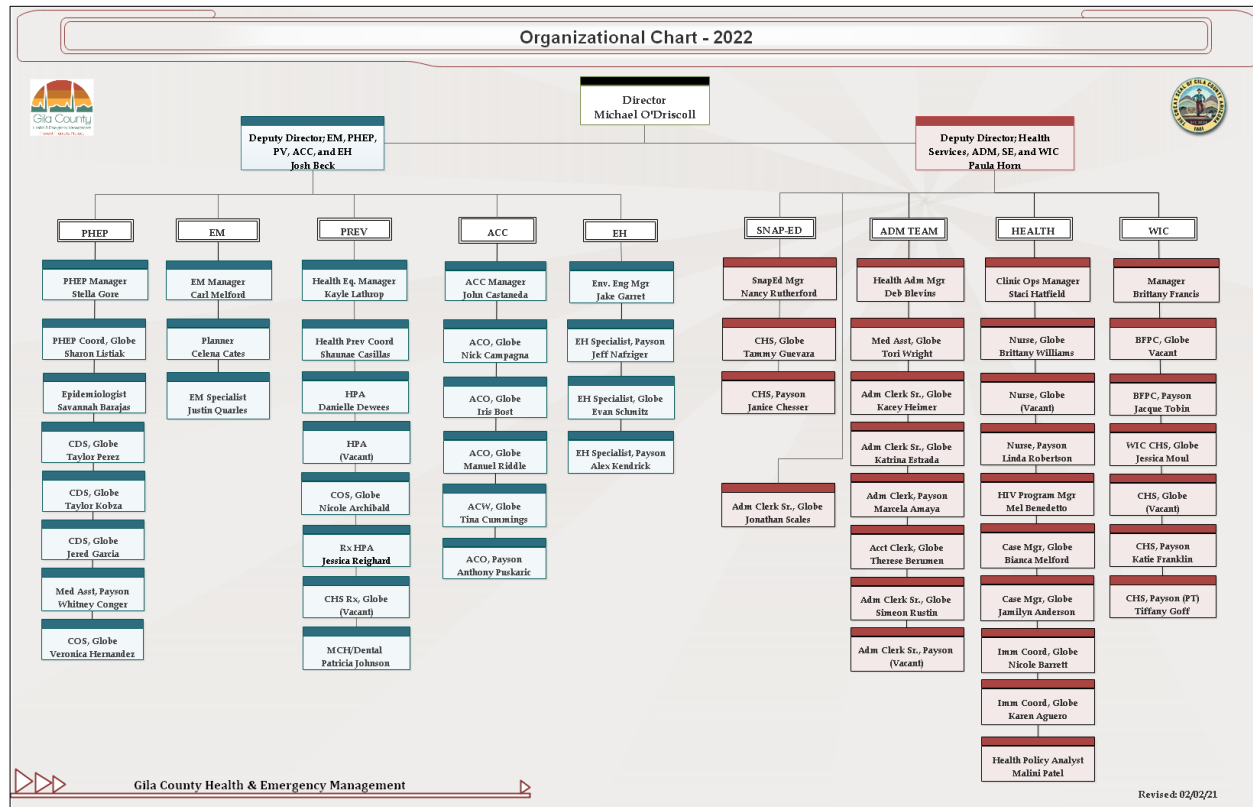 Organizational Chart - 2022
Gila County
Director
Michael O'Driscoll
Deputy Director; EM, PHEP,
PV, ACC, and EH
Josh Beck
Deputy Director; Health
Services, ADM, SE, and WIC
Paula Horn
PHEP
PHEP Manager
Stella Gore
PHEP Coord, Globe
Sharon Listiak
Epidemiologist
Savannah Barajas
CDS, Globe
Taylor Perez
CDS, Globe
Taylor Kobza
CDS, Globe
Jered Garcia
Med Asst, Payson
Whitney Conger
COS, Globe
Veronica Hernandez
EM
EM Manager
Carl Melford
Planner
Celena Cates
EM Specialist
Justin Quarles
PREV
Health Eq. Manager
Kayle Lathrop
Health Prev Coord
Shaunae Casillas
HPA
Danielle Dewees
HPA
(Vacant)
COS, Globe
Nicole Archibald
Rx HPA
Jessica Reighard
CHS Rx, Globe
(Vacant)
MCH/Dental
Patricia Johnson
ACC
ACC Manager
John Castaneda
ACO, Globe
Nick Campagna
ACO, Globe
Iris Bost
ACO, Globe
Manuel Riddle
ACW, Globe
Tina Cummings
ACO, Payson
Anthony Puskaric
EH
Env. Eng Mgr
Jake Garret
EH Specialist, Payson
Jeff Nafziger
EH Specialist, Globe
Evan Schmitz
EH Specialist, Payson
Alex Kendrick
SNAP-ED
SnapEd Mgr
Nancy Rutherford
CHS, Globe
Tammy Guevara
CHS, Payson
Janice Chesser
Adm Clerk Sr., Globe
Jonathan Scales
ADM TEAM
Health Adm Mgr
Deb Blevins
Med Asst, Globe
Tori Wright
Adm Clerk Sr., Globe
Kacey Heimer
Adm Clerk Sr., Globe
Katrina Estrada
Adm Clerk, Payson
Marcela Amaya
Acct Clerk, Globe
Therese Berumen
Adm Clerk Sr., Globe
Simeon Rustin
Adm Clerk Sr., Payson
(Vacant)
HEALTH
Clinic Ops Manager
Staci Hatfield
Nurse, Globe
Brittany Williams
Nurse, Globe
(Vacant)
Nurse, Payson
Linda Robertson
HIV Program Mgr
Mel Benedetto
Case Mgr, Globe
Bianca Melford
Case Mgr, Globe
Jamilyn Anderson
Imm Coord, Globe
Nicole Barrett
Imm Coord, Globe
Karen Aguero
Health Policy Analyst
Malini Patel
WIC
Manager
Brittany Francis
BFPC, Globe
Vacant
BFPC, Payson
Jacque Tobin
WIC CHS, Globe
Jessica Moul
CHS, Globe
(Vacant)
CHS, Payson
Katie Franklin
CHS, Payson (PT)
Tiffany Goff
Gila County Health & Emergency Management
Revised: 02/02/21